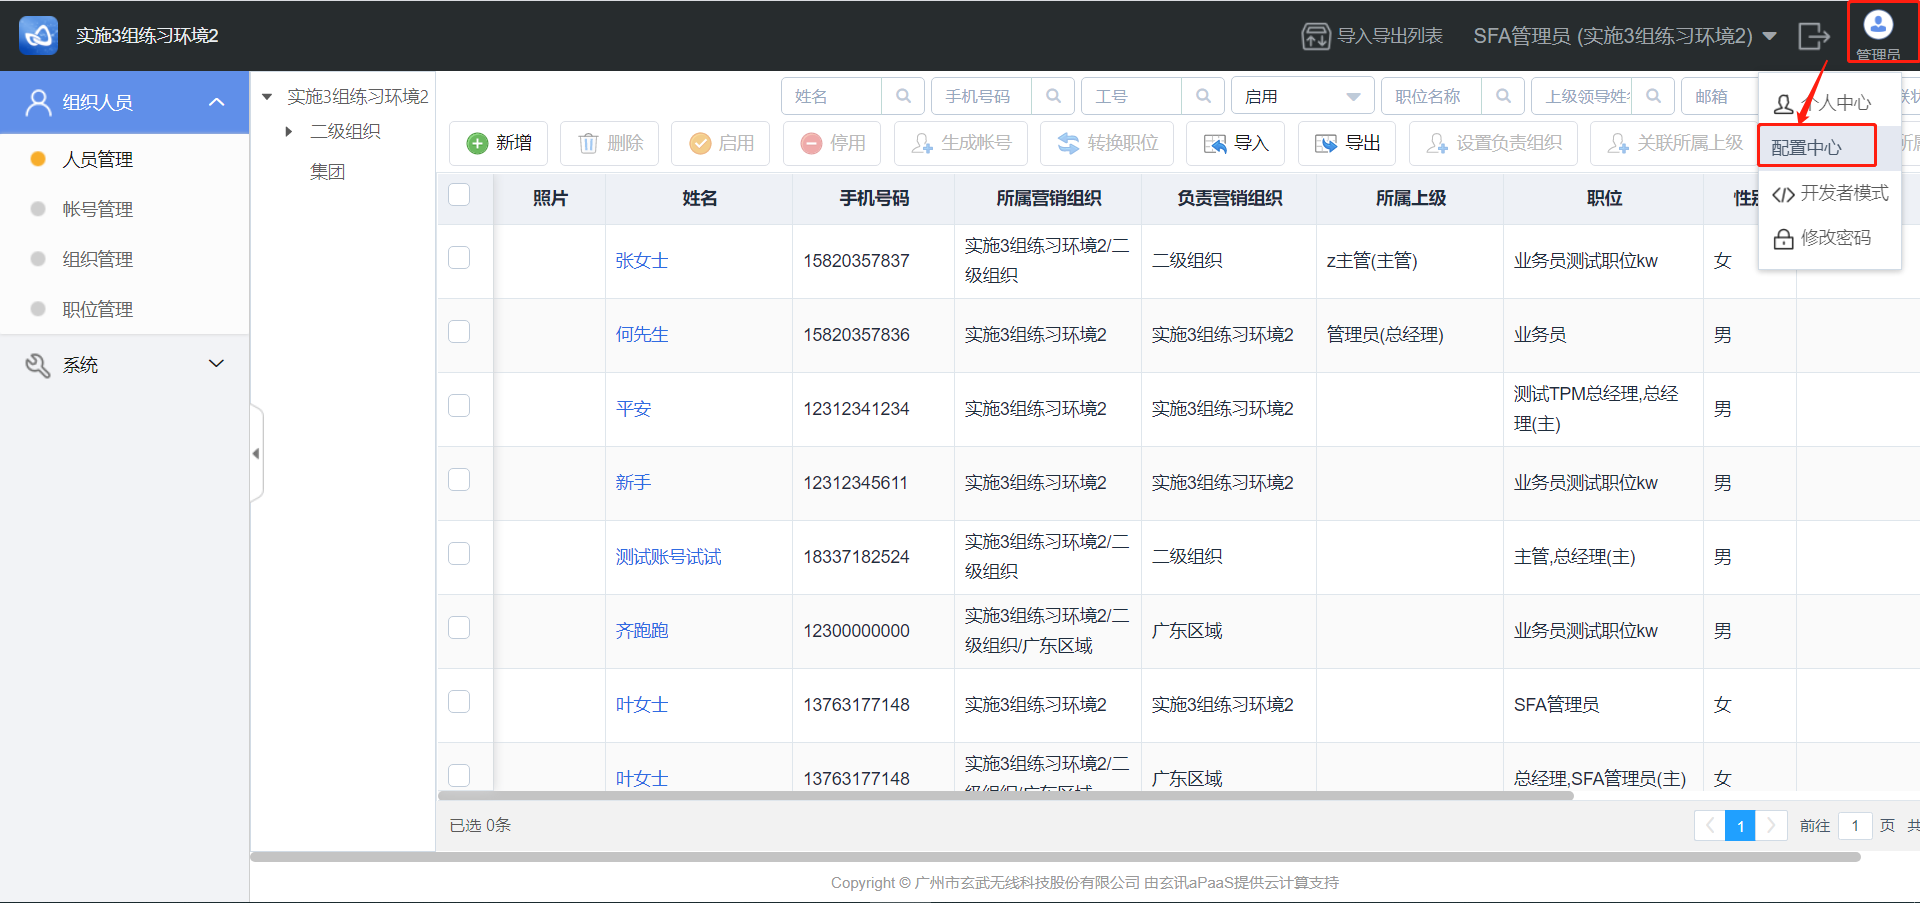 实施3组练习环境2
导入导出列表
SFA管理员 (实施3组练习环境2)
管理员
个人中心
配置中心
开发者模式
修改密码
组织人员
人员管理
帐号管理
组织管理
职位管理
系统
实施3组练习环境2
二级组织
集团
姓名 手机号码 工号 启用 职位名称 上级领导姓名 邮箱
新增 删除 启用 停用 生成帐号 转换职位 导入 导出 设置负责组织 关联所属上级
照片 姓名 手机号码 所属营销组织 负责营销组织 所属上级 职位 性别
张女士 15820357837 实施3组练习环境2/二级组织 二级组织 z主管(主管) 业务员测试职位kw 女
何先生 15820357836 实施3组练习环境2 实施3组练习环境2 管理员(总经理) 业务员 男
平安 12312341234 实施3组练习环境2 实施3组练习环境2 测试TPM总经理,总经理(主) 男
新手 12312345611 实施3组练习环境2 实施3组练习环境2 业务员测试职位kw 男
测试账号试试 18337182524 实施3组练习环境2/二级组织 二级组织 主管,总经理(主) 男
齐跑跑 12300000000 实施3组练习环境2/二级组织/广东区域 广东区域 业务员测试职位kw 男
叶女士 13763177148 实施3组练习环境2 实施3组练习环境2 SFA管理员 女
叶女士 13763177148 实施3组练习环境2/二级组织/广东区域 广东区域 总经理,SFA管理员(主) 女
已选 0条
1 前往 1 页 共
Copyright © 广州市玄武无线科技股份有限公司 由玄讯aPaaS提供云计算支持